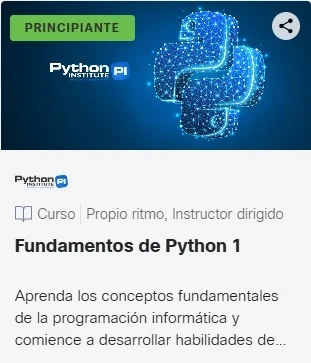 PRINCIPIANTE
Python
INSTITUTE
PI
Python
INSTITUTE
PI
Curso
Propio ritmo, Instructor dirigido
Fundamentos de Python 1
Aprenda los conceptos fundamentales
de la programación informática y
comience a desarrollar habilidades de...